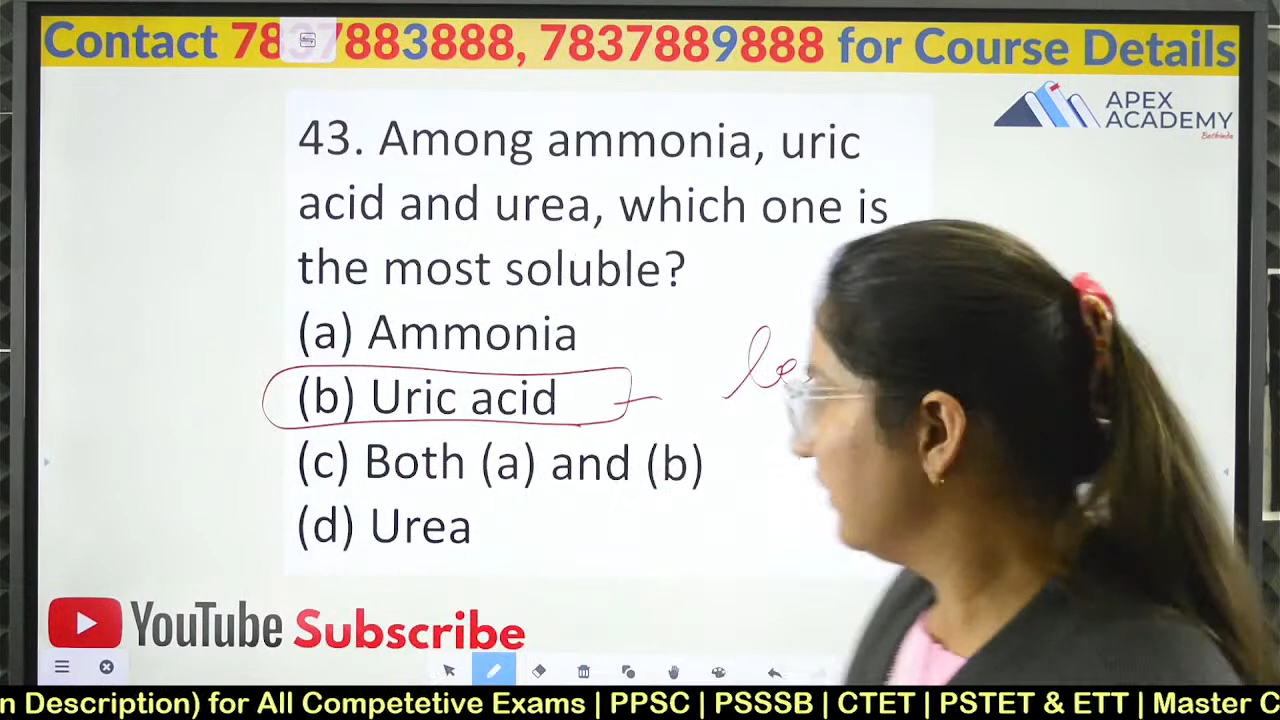 Contact 7837883888, 7837889888 for Course Details
APEX
ACADEMY
Bathinda
43. Among ammonia, uric
acid and urea, which one is
the most soluble?
(a) Ammonia
(b) Uric acid
(c) Both (a) and (b)
(d) Urea
YouTube Subscribe
n Description) for All Competetive Exams | PPSC | PSSSB | CTET | PSTET & ETT | Master C